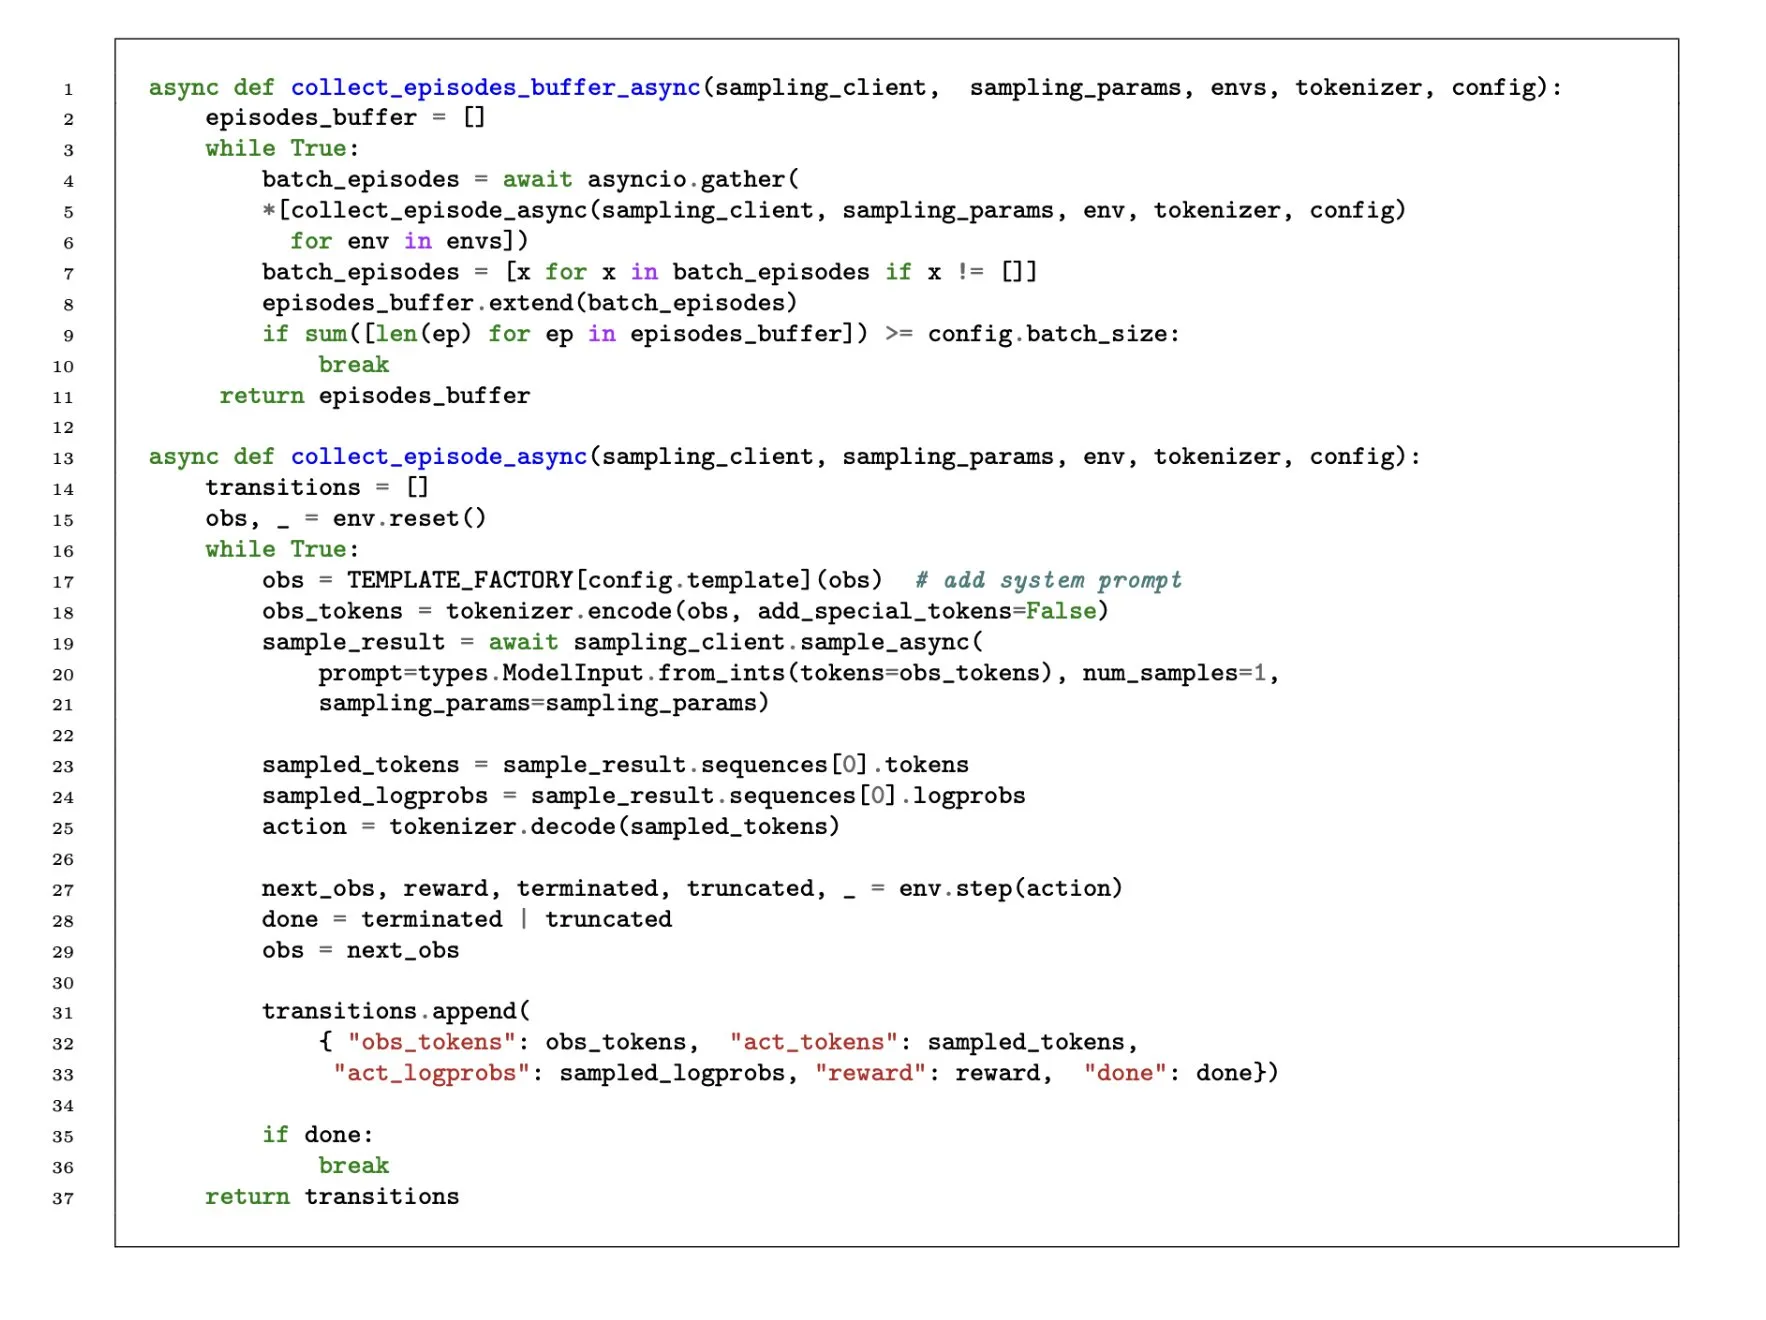 1 async def collect_episodes_buffer_async(sampling_client,  sampling_params, envs, tokenizer, config):
2     episodes_buffer = []
3     while True:
4         batch_episodes = await asyncio.gather(
5         *[collect_episode_async(sampling_client, sampling_params, env, tokenizer, config)
6           for env in envs])
7         batch_episodes = [x for x in batch_episodes if x != []]
8         episodes_buffer.extend(batch_episodes)
9         if sum([len(ep) for ep in episodes_buffer]) >= config.batch_size:
10             break
11      return episodes_buffer
12
13 async def collect_episode_async(sampling_client, sampling_params, env, tokenizer, config):
14     transitions = []
15     obs, _ = env.reset()
16     while True:
17         obs = TEMPLATE_FACTORY[config.template](obs)  # add system prompt
18         obs_tokens = tokenizer.encode(obs, add_special_tokens=False)
19         sample_result = await sampling_client.sample_async(
20             prompt=types.ModelInput.from_ints(tokens=obs_tokens), num_samples=1,
21             sampling_params=sampling_params)
22
23         sampled_tokens = sample_result.sequences[0].tokens
24         sampled_logprobs = sample_result.sequences[0].logprobs
25         action = tokenizer.decode(sampled_tokens)
26
27         next_obs, reward, terminated, truncated, _ = env.step(action)
28         done = terminated | truncated
29         obs = next_obs
30
31         transitions.append(
32             { "obs_tokens": obs_tokens,  "act_tokens": sampled_tokens,
33              "act_logprobs": sampled_logprobs, "reward": reward,  "done": done})
34
35         if done:
36             break
37     return transitions